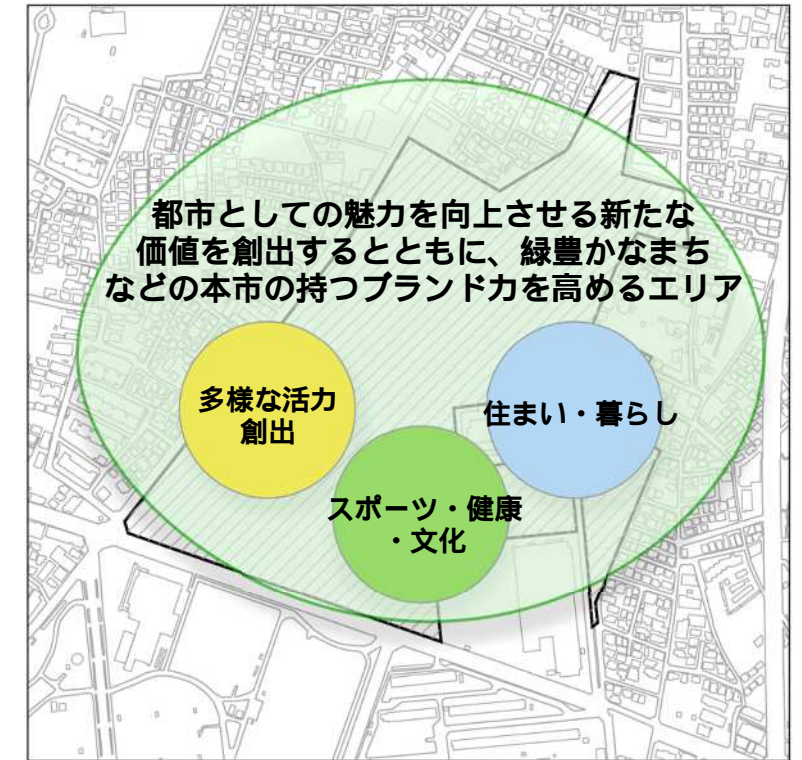 都市としての魅力を向上させる新たな
価値を創出するとともに、緑豊かなまち
などの本市の持つブランド力を高めるエリア
多様な活力
創出
住まい・暮らし
スポーツ・健康
・文化